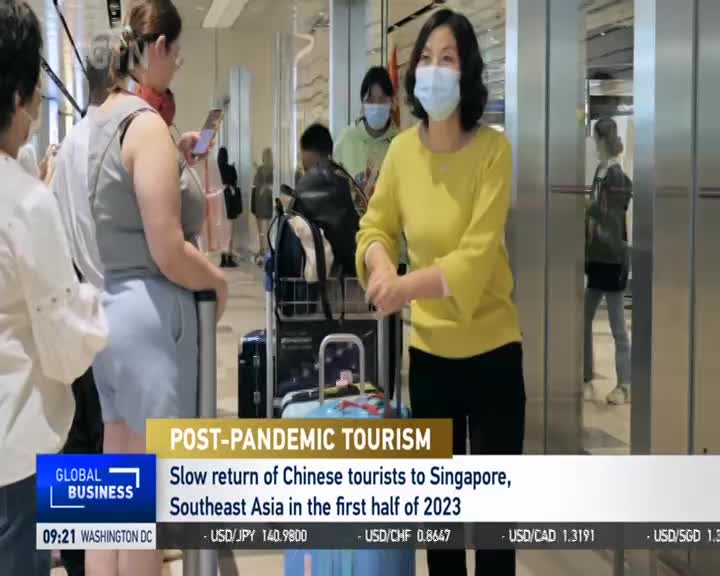 POST-PANDEMIC TOURISM
Slow return of Chinese tourists to Singapore,
Southeast Asia in the first half of 2023
GLOBAL
BUSINESS
09:21 WASHINGTON DC
- USD/JPY 140.9800 - USD/CHF 0.8647 - USD/CAD 1.3191 - USD/SGD 1.3